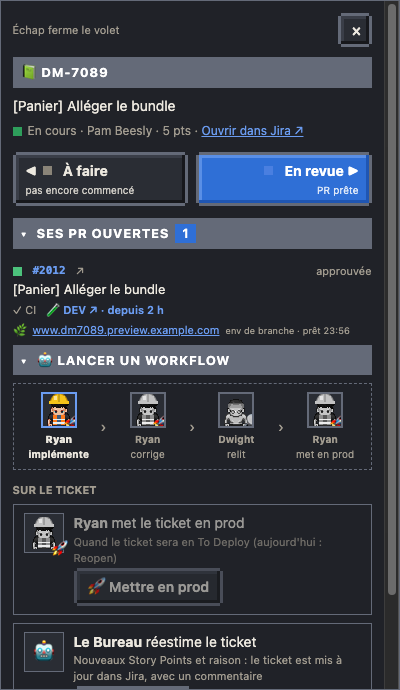 Échap ferme le volet
×
DM-7089
[Panier] Alléger le bundle
En cours · Pam Beesly · 5 pts · Ouvrir dans Jira ↗
◀ À faire
pas encore commencé
En revue ▶
PR prête
▾ SES PR OUVERTES 1
#2012 ↗ approuvée
[Panier] Alléger le bundle
✓ CI DEV ↗ · depuis 2 h
www.dm7089.preview.example.com env de branche · prêt 23:56
▾ LANCER UN WORKFLOW
Ryan
implémente
›
Ryan
corrige
›
Dwight
relit
›
Ryan
met en prod
SUR LE TICKET
Ryan met le ticket en prod
Quand le ticket sera en To Deploy (aujourd'hui :
Reopen)
Mettre en prod
Le Bureau réestime le ticket
Nouveaux Story Points et raison : le ticket est mis à
jour dans Jira, avec un commentaire